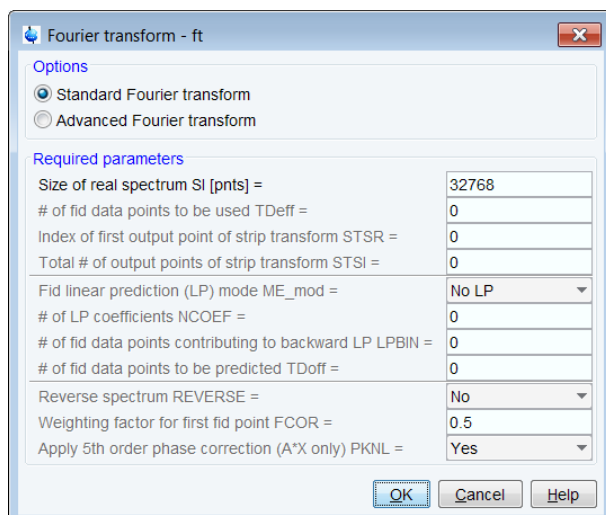 Fourier transform - ft
Options
Standard Fourier transform
Advanced Fourier transform
Required parameters
Size of real spectrum SI [pnts] = 32768
# of fid data points to be used TDeff = 0
Index of first output point of strip transform STSR = 0
Total # of output points of strip transform STSI = 0
Fid linear prediction (LP) mode ME_mod = No LP
# of LP coefficients NCOEF = 0
# of fid data points contributing to backward LP LPBIN = 0
# of fid data points to be predicted TDoff = 0
Reverse spectrum REVERSE = No
Weighting factor for first fid point FCOR = 0.5
Apply 5th order phase correction (A*X only) PKNL = Yes
OK Cancel Help